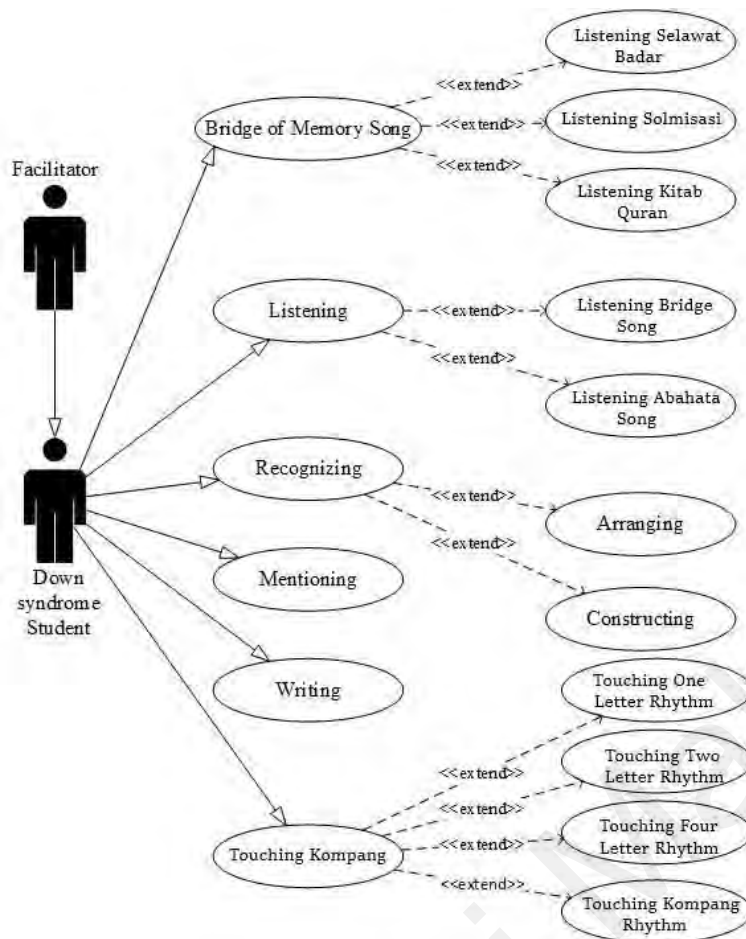 Listening Selawat
Badar
<<extend>>
Bridge of Memory Song
<<extend>>
Listening Solmisasi
<<extend>>
Listening Kitab
Quran
Facilitator
Listening
<<extend>>
Listening Bridge
Song
<<extend>>
Listening Abahata
Song
Recognizing
<<extend>>
Arranging
<<extend>>
Down
syndrome
Student
Mentioning
Constructing
Writing
Touching One
Letter Rhythm
<<extend>>
Touching Two
Letter Rhythm
<<extend>>
Touching Kompang
<<extend>>
Touching Four
Letter Rhythm
<<extend>>
Touching Kompang
Rhythm